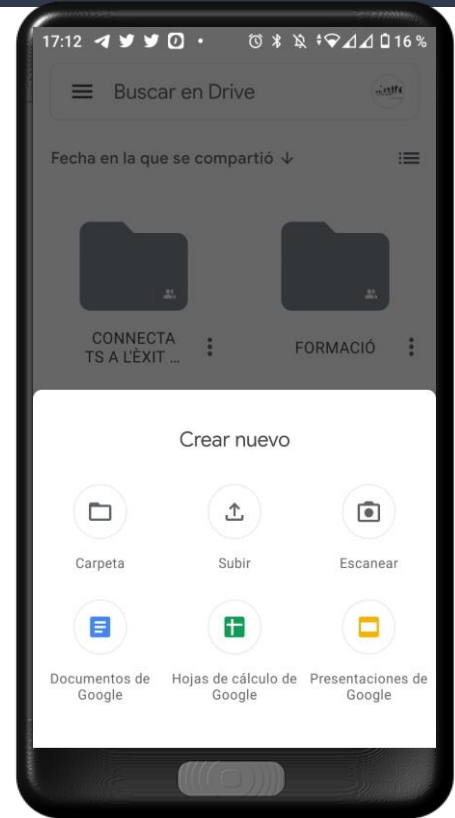 17:12 16 %
Buscar en Drive
Fecha en la que se compartió
CONNECTA
TS A L'ÈXIT ...
FORMACIÓ
Crear nuevo
Carpeta Subir Escanear
Documentos de Hojas de cálculo de Presentaciones de
Google Google Google